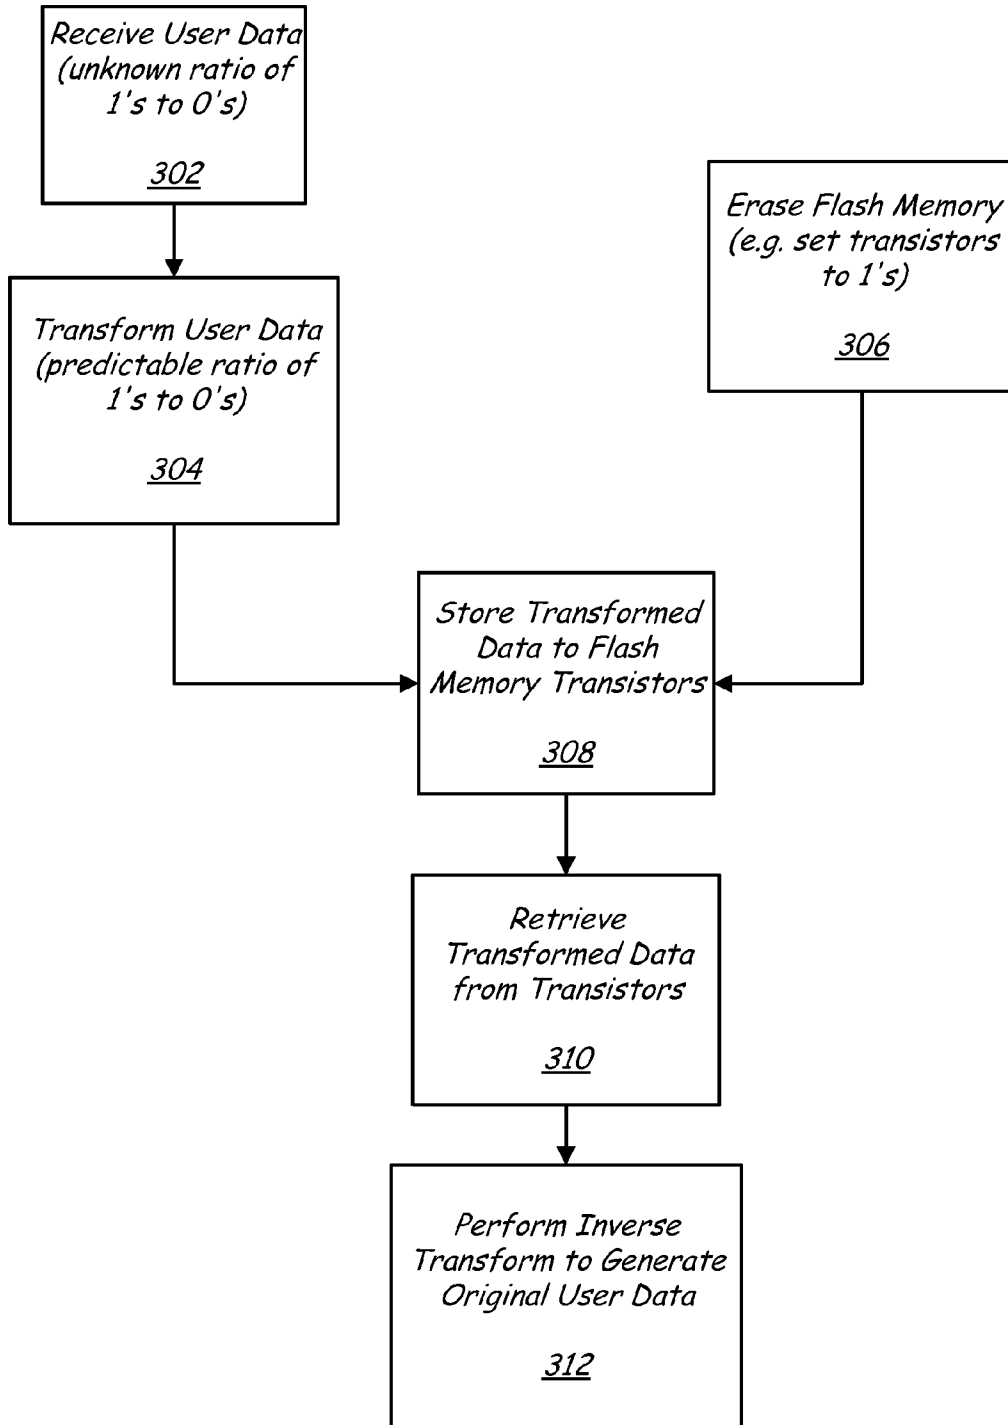 Receive User Data
(unknown ratio of
1's to 0's)
302
Erase Flash Memory
(e.g. set transistors
to 1's)
306
Transform User Data
(predictable ratio of
1's to 0's)
304
Store Transformed
Data to Flash
Memory Transistors
308
Retrieve
Transformed Data
from Transistors
310
Perform Inverse
Transform to Generate
Original User Data
312